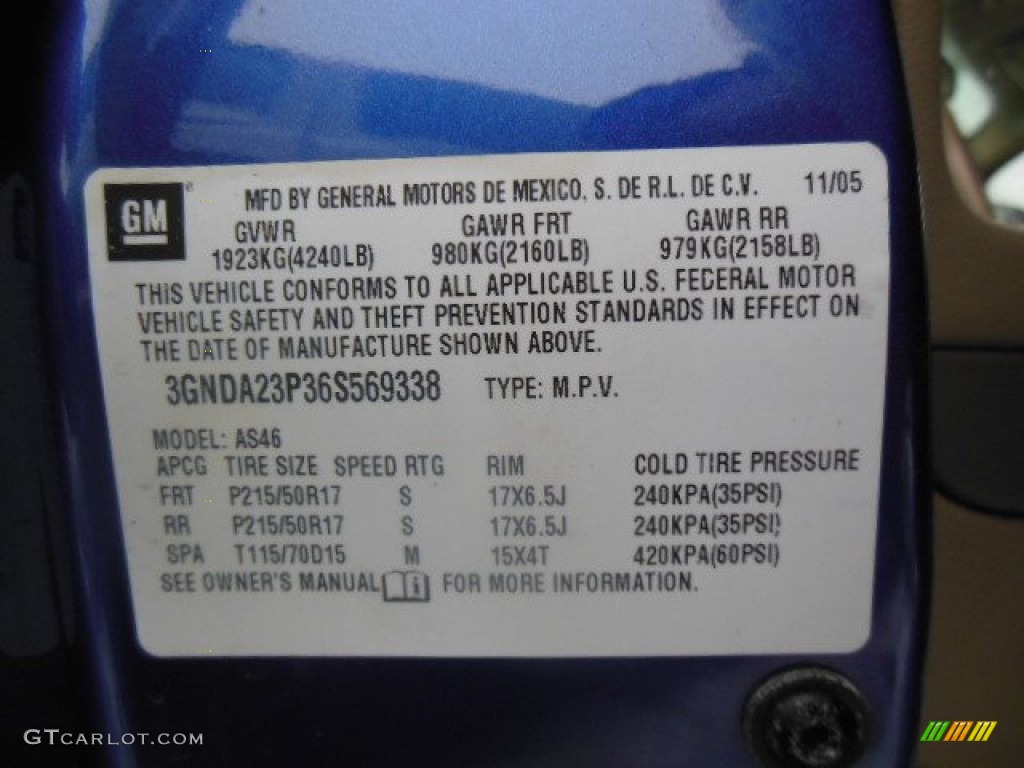 GM
MFD BY GENERAL MOTORS DE MEXICO, S. DE R.L. DE C.V. 11/05
GVWR GAWR FRT GAWR RR
1923KG(4240LB) 980KG(2160LB) 979KG(2158LB)
THIS VEHICLE CONFORMS TO ALL APPLICABLE U.S. FEDERAL MOTOR
VEHICLE SAFETY AND THEFT PREVENTION STANDARDS IN EFFECT ON
THE DATE OF MANUFACTURE SHOWN ABOVE.
3GNDA23P36S569338 TYPE: M.P.V.
MODEL: AS46
APCG TIRE SIZE SPEED RTG RIM COLD TIRE PRESSURE
FRT P215/50R17 S 17X6.5J 240KPA(35PSI)
RR P215/50R17 S 17X6.5J 240KPA(35PSI)
SPA T115/70D15 M 15X4T 420KPA(60PSI)
SEE OWNER'S MANUAL FOR MORE INFORMATION.
GTCARLOT.COM